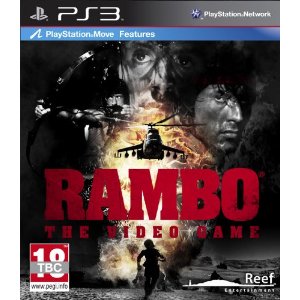 PS3
PlayStation Network
PlayStation Move Features
RAMBO
THE VIDEO GAME
18
TBC
www.pegi.info
Reef
Entertainment